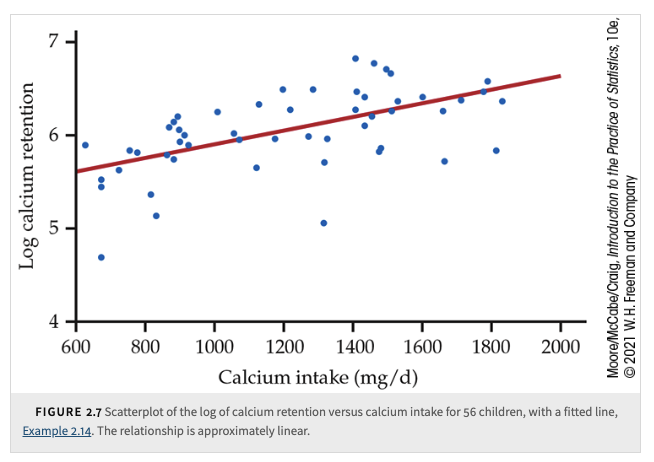 7
6
5
4
Log calcium retention
600 800 1000 1200 1400 1600 1800 2000
Calcium intake (mg/d)
Moore/McCabe/Craig, Introduction to the Practice of Statistics, 10e,
© 2021 W. H. Freeman and Company
FIGURE 2.7 Scatterplot of the log of calcium retention versus calcium intake for 56 children, with a fitted line,
Example 2.14. The relationship is approximately linear.